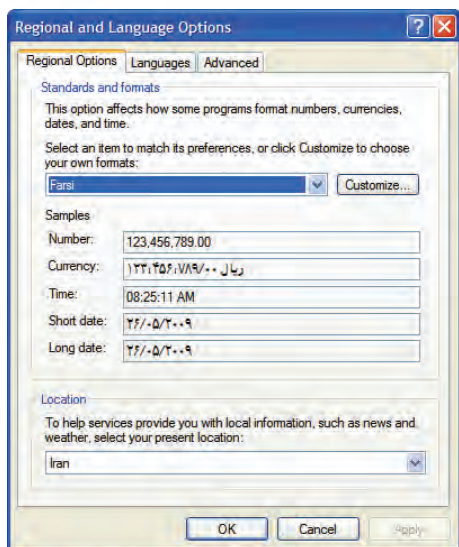 Regional and Language Options
Regional Options Languages Advanced
Standards and formats
This option affects how some programs format numbers, currencies,
dates, and time.
Select an item to match its preferences, or click Customize to choose
your own formats:
Farsi Customize...
Samples
Number: 123,456,789.00
Currency: ریال ۱۲۳،۴۵۶،۷۸۹/۰۰
Time: 08:25:11 AM
Short date: ۲۶/۰۵/۲۰۰۹
Long date: ۲۶/۰۵/۲۰۰۹
Location
To help services provide you with local information, such as news and
weather, select your present location:
Iran
OK Cancel Apply